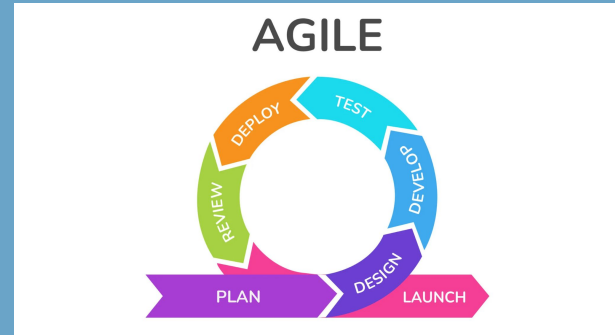 AGILE
PLAN
DESIGN
DEVELOP
TEST
DEPLOY
REVIEW
LAUNCH